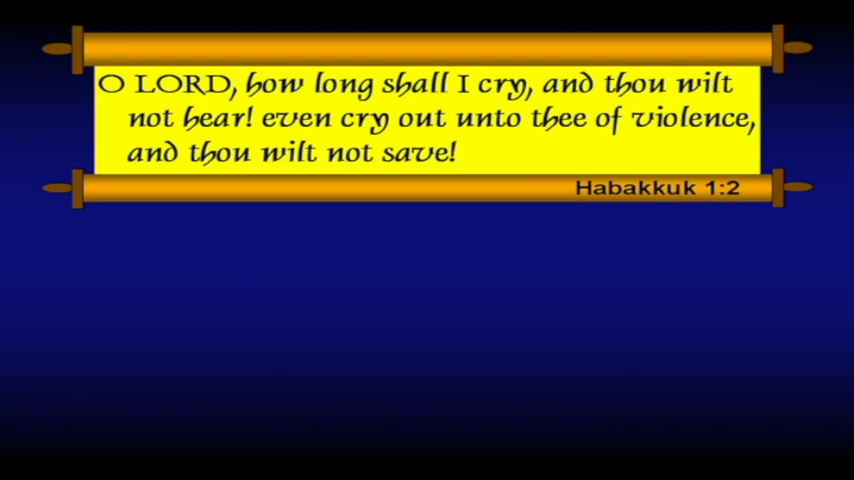 O LORD, how long shall I cry, and thou wilt
not hear! even cry out unto thee of violence,
and thou wilt not save!
Habakkuk 1:2